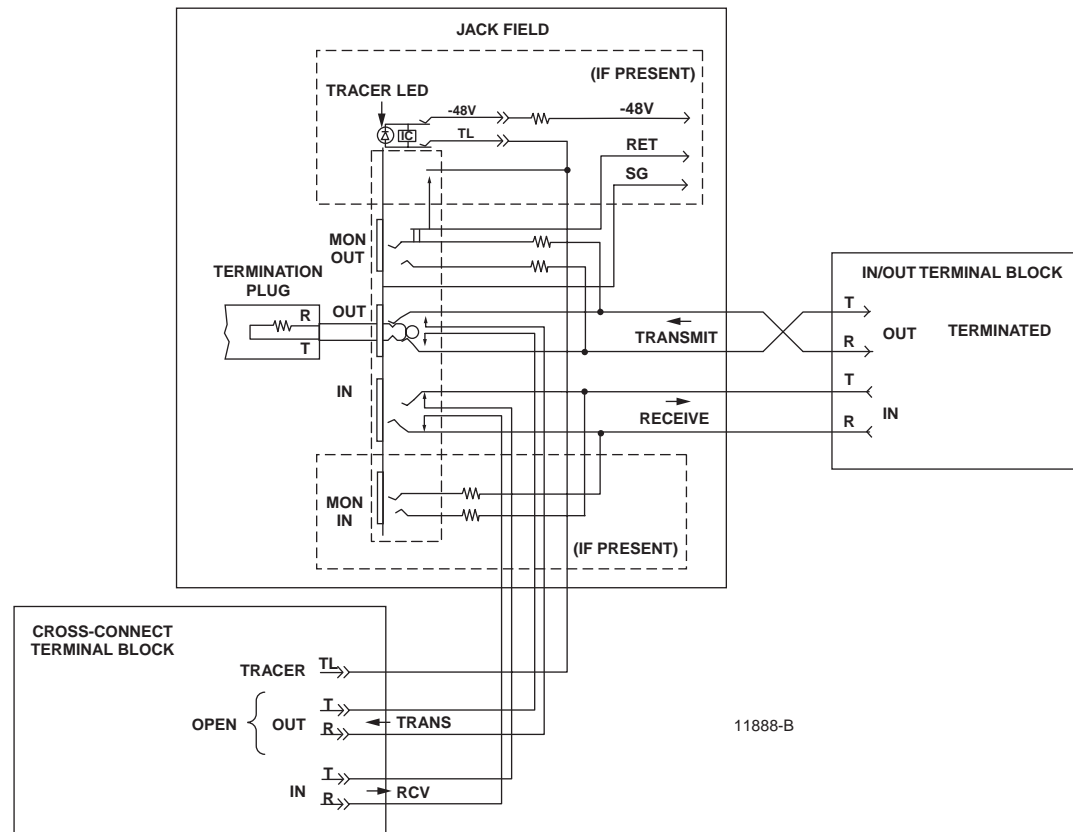 JACK FIELD
(IF PRESENT)
TRACER LED
-48V
-48V
IC
TL
RET
SG
MON
OUT
TERMINATION
PLUG
R
T
OUT
TRANSMIT
IN
RECEIVE
MON
IN
(IF PRESENT)
IN/OUT TERMINAL BLOCK
T
OUT
TERMINATED
R
T
IN
R
CROSS-CONNECT
TERMINAL BLOCK
TRACER
TL
OPEN
OUT
T
R
TRANS
IN
T
R
RCV
11888-B